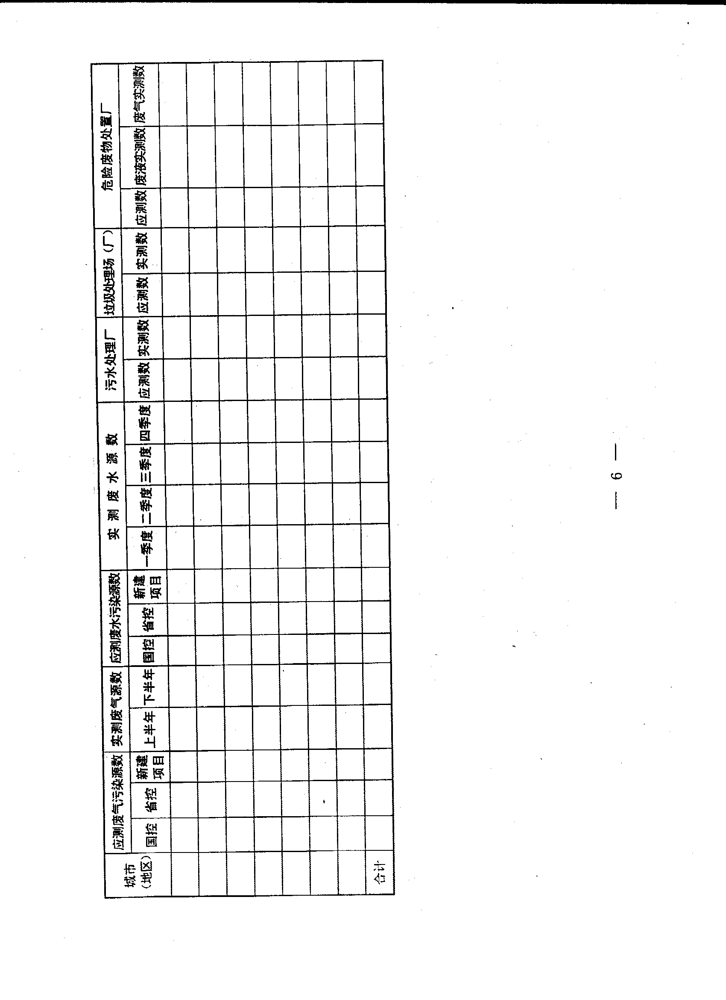 城市
（地区）
应测废气污染源数
实测废气源数
应测废水污染源数
实测废水源数
污水处理厂
垃圾处理场（厂）
危险废物处置厂
国控
省控
新建
项目
上半年
下半年
国控
省控
新建
项目
一季度
二季度
三季度
四季度
应测数
实测数
应测数
实测数
应测数
废液实测数
废气实测数
合计
— 6 —